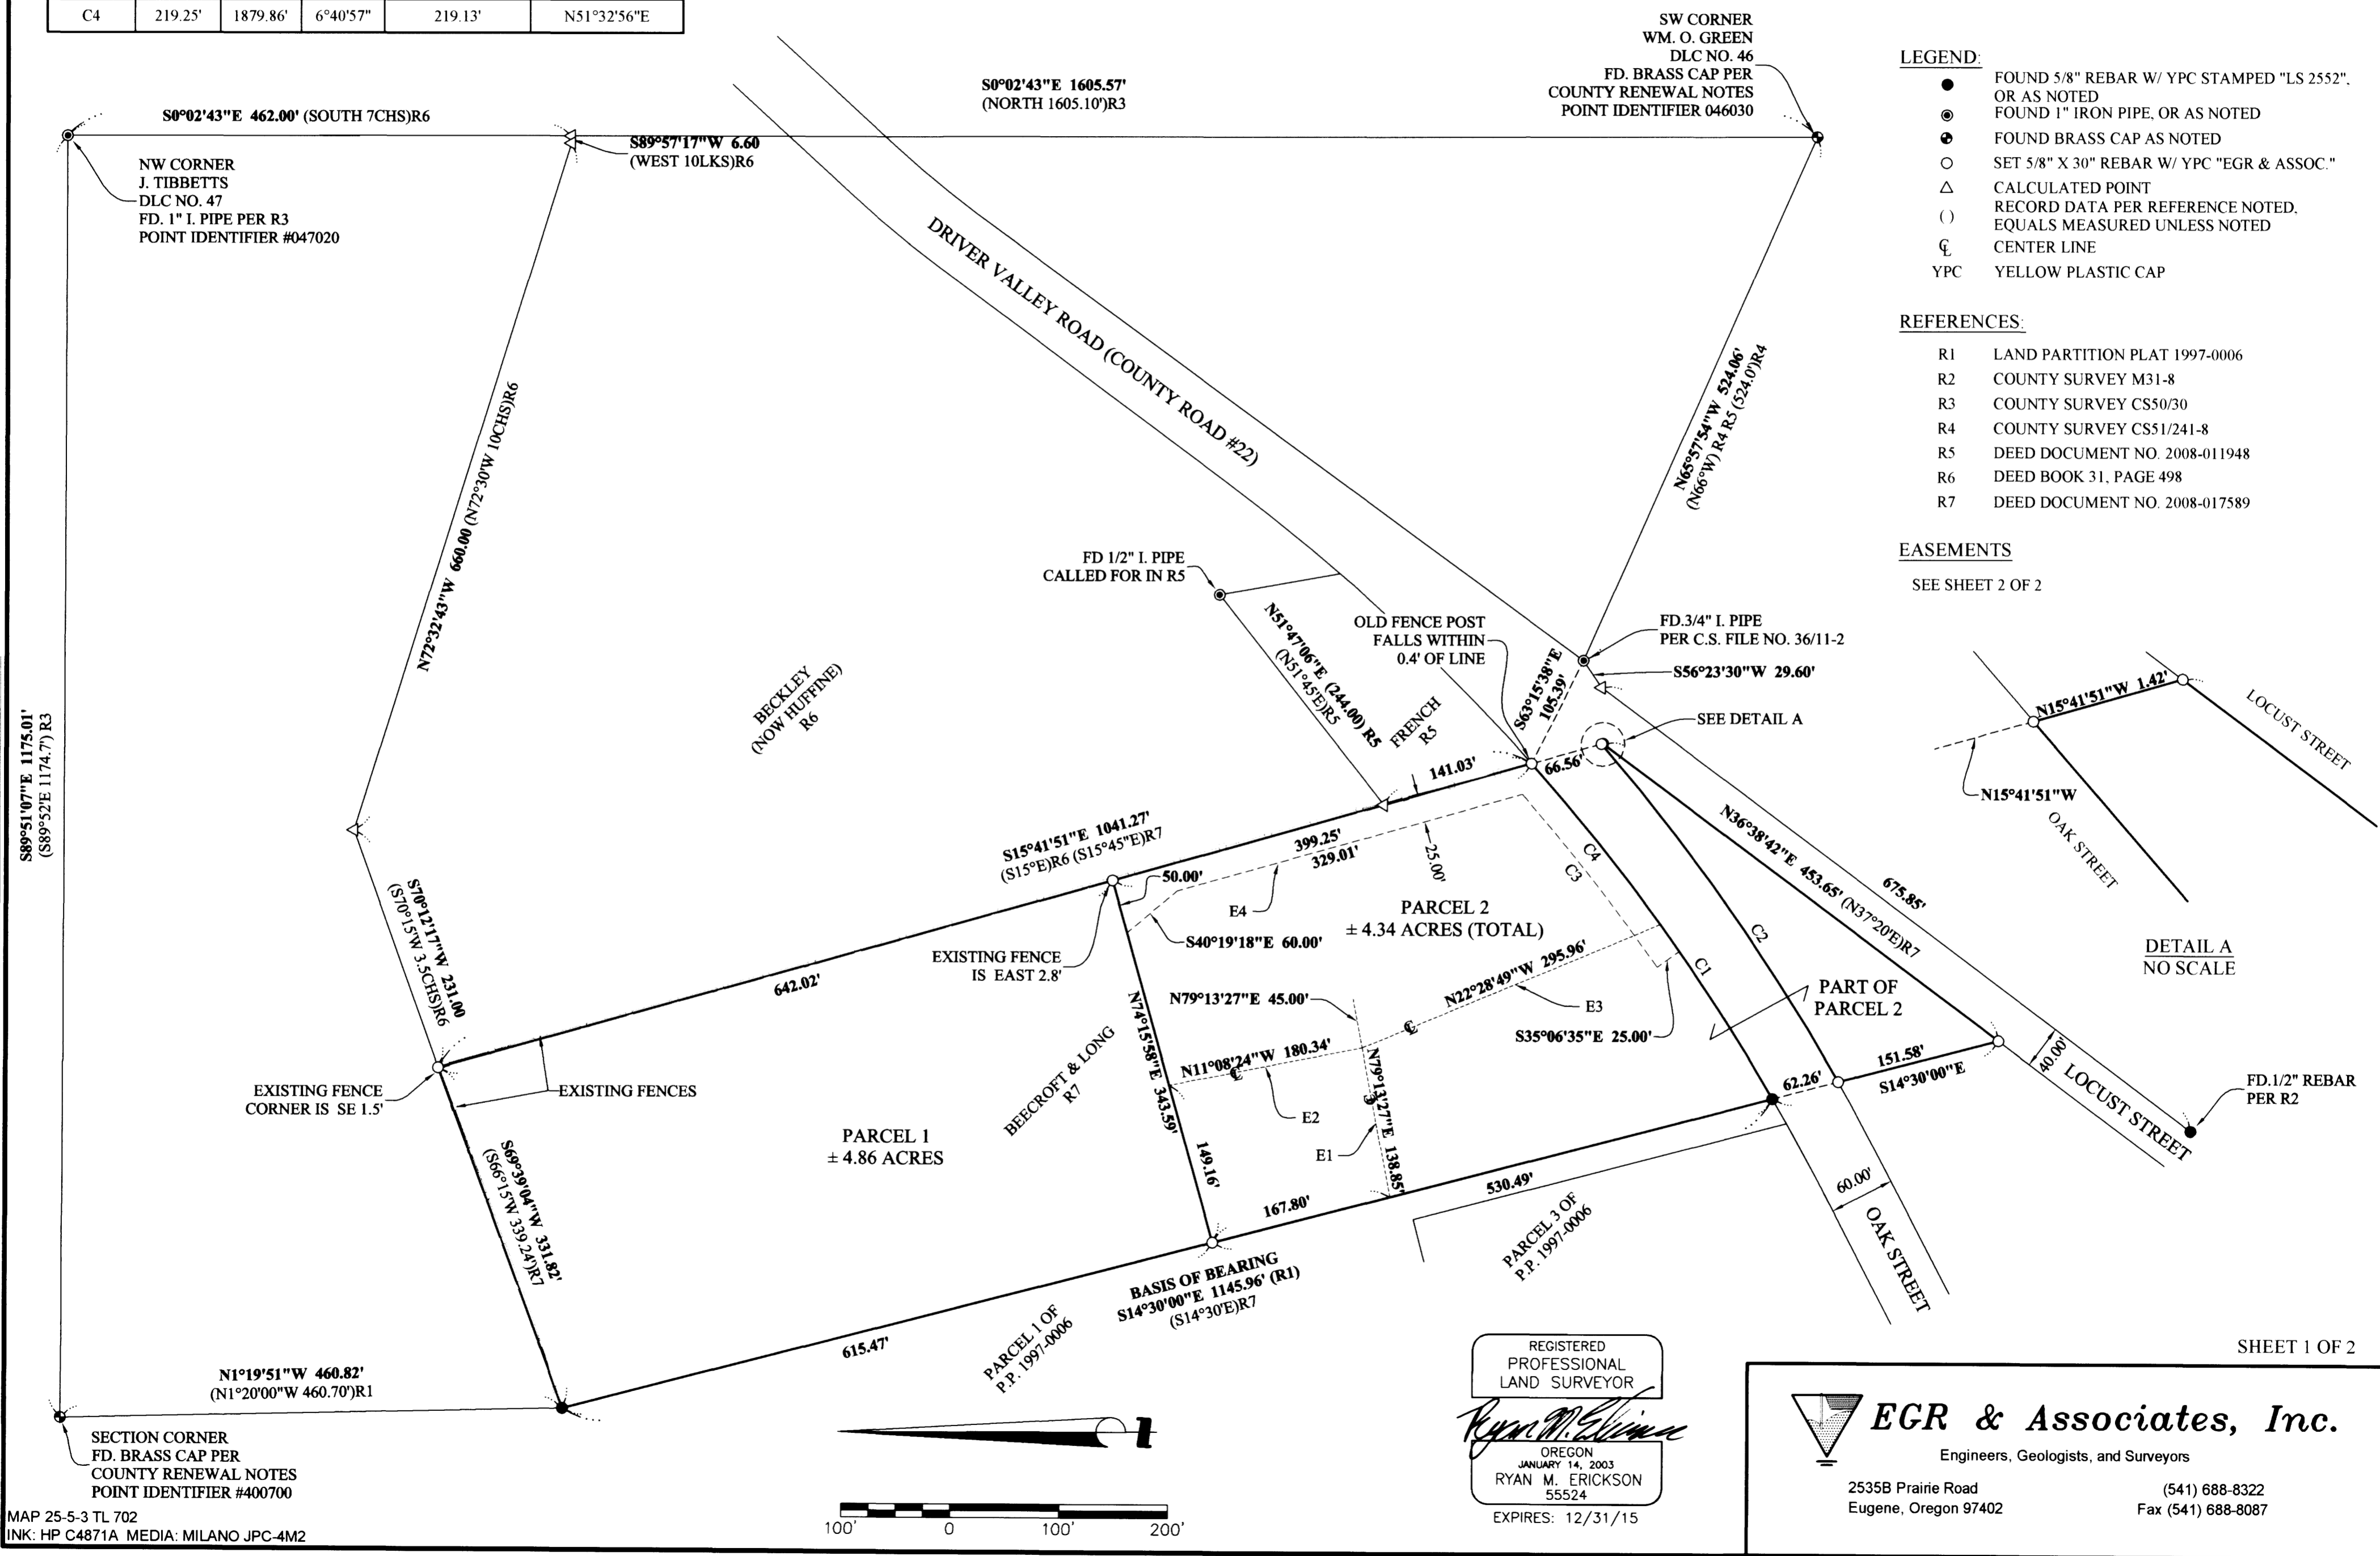 C4 219.25' 1879.86' 6°40'57" 219.13' N51°32'56"E
S0°02'43"E 462.00' (SOUTH 7CHS)R6
S0°02'43"E 1605.57'
(NORTH 1605.10')R3
SW CORNER
WM. O. GREEN
DLC NO. 46
FD. BRASS CAP PER
COUNTY RENEWAL NOTES
POINT IDENTIFIER 046030
S89°57'17"W 6.60
(WEST 10LKS)R6
NW CORNER
J. TIBBETTS
DLC NO. 47
FD. 1" I. PIPE PER R3
POINT IDENTIFIER #047020
LEGEND:
FOUND 5/8" REBAR W/ YPC STAMPED "LS 2552",
OR AS NOTED
FOUND 1" IRON PIPE, OR AS NOTED
FOUND BRASS CAP AS NOTED
SET 5/8" X 30" REBAR W/ YPC "EGR & ASSOC."
CALCULATED POINT
( ) RECORD DATA PER REFERENCE NOTED,
EQUALS MEASURED UNLESS NOTED
℄ CENTER LINE
YPC YELLOW PLASTIC CAP
REFERENCES:
R1 LAND PARTITION PLAT 1997-0006
R2 COUNTY SURVEY M31-8
R3 COUNTY SURVEY CS50/30
R4 COUNTY SURVEY CS51/241-8
R5 DEED DOCUMENT NO. 2008-011948
R6 DEED BOOK 31, PAGE 498
R7 DEED DOCUMENT NO. 2008-017589
EASEMENTS
SEE SHEET 2 OF 2
DRIVER VALLEY ROAD (COUNTY ROAD #22)
N65°57'54"W 524.06'
(N66°W) R4 R5 (524.0')R4
N72°32'43"W 660.00 (N72°30'W 10CHS)R6
FD 1/2" I. PIPE
CALLED FOR IN R5
N51°47'06"E (244.00) R5
(N51°45'E)R5
OLD FENCE POST
FALLS WITHIN
0.4' OF LINE
FRENCH
R5
S63°15'38"E
105.39'
FD.3/4" I. PIPE
PER C.S. FILE NO. 36/11-2
S56°23'30"W 29.60'
SEE DETAIL A
BECKLEY
(NOW HUFFINE)
R6
S89°51'07"E 1175.01'
(S89°52'E 1174.7') R3
N15°41'51"W 1.42'
LOCUST STREET
N15°41'51"W
OAK STREET
DETAIL A
NO SCALE
141.03'
66.56'
S15°41'51"E 1041.27'
(S15°E)R6 (S15°45"E)R7
399.25'
329.01'
25.00'
50.00'
E4
S40°19'18"E 60.00'
PARCEL 2
± 4.34 ACRES (TOTAL)
C4
C3
C1
C2
N36°38'42"E 453.65' (N37°20'E)R7
675.85'
S70°12'17"W 231.00
(S70°15'W 3.5CHS)R6
EXISTING FENCE
IS EAST 2.8'
642.02'
N74°15'58"E 343.59'
N79°13'27"E 45.00'
N22°28'49"W 295.96'
E3
S35°06'35"E 25.00'
PART OF
PARCEL 2
N11°08'24"W 180.34'
℄
℄
℄
E2
N79°13'27"E 138.85'
E1
BEECROFT & LONG
R7
EXISTING FENCE
CORNER IS SE 1.5'
EXISTING FENCES
PARCEL 1
± 4.86 ACRES
149.16'
62.26'
151.58'
S14°30'00"E
40.00'
LOCUST STREET
FD.1/2" REBAR
PER R2
S69°39'04"W 331.82'
(S66°15'W 339.24')R7
167.80'
530.49'
60.00'
OAK STREET
PARCEL 3 OF
P.P. 1997-0006
BASIS OF BEARING
S14°30'00"E 1145.96' (R1)
(S14°30'E)R7
615.47'
PARCEL 1 OF
P.P. 1997-0006
N1°19'51"W 460.82'
(N1°20'00"W 460.70')R1
SECTION CORNER
FD. BRASS CAP PER
COUNTY RENEWAL NOTES
POINT IDENTIFIER #400700
100' 0 100' 200'
REGISTERED
PROFESSIONAL
LAND SURVEYOR
Ryan M. Erickson
OREGON
JANUARY 14, 2003
RYAN M. ERICKSON
55524
EXPIRES: 12/31/15
SHEET 1 OF 2
EGR & Associates, Inc.
Engineers, Geologists, and Surveyors
2535B Prairie Road (541) 688-8322
Eugene, Oregon 97402 Fax (541) 688-8087
MAP 25-5-3 TL 702
INK: HP C4871A MEDIA: MILANO JPC-4M2